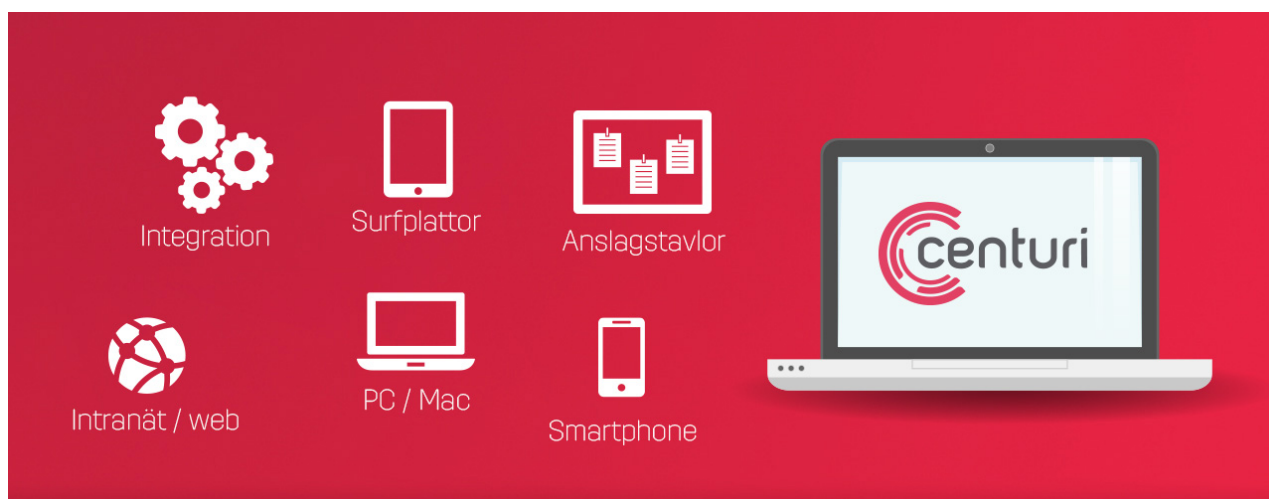 Integration
Surfplattor
Anslagstavlor
centuri
Intranät / web
PC / Mac
Smartphone